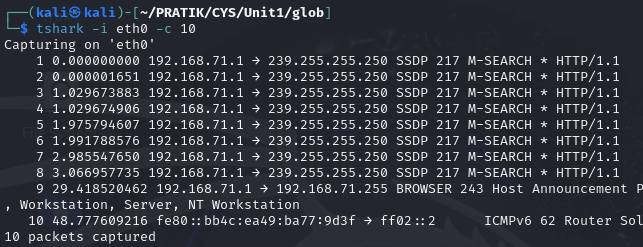 ┌──(kali㉿kali)-[~/PRATIK/CYS/Unit1/glob]
└─$ tshark -i eth0 -c 10
Capturing on 'eth0'
    1 0.000000000 192.168.71.1 → 239.255.255.250 SSDP 217 M-SEARCH * HTTP/1.1
    2 0.000001651 192.168.71.1 → 239.255.255.250 SSDP 217 M-SEARCH * HTTP/1.1
    3 1.029673883 192.168.71.1 → 239.255.255.250 SSDP 217 M-SEARCH * HTTP/1.1
    4 1.029674906 192.168.71.1 → 239.255.255.250 SSDP 217 M-SEARCH * HTTP/1.1
    5 1.975794607 192.168.71.1 → 239.255.255.250 SSDP 217 M-SEARCH * HTTP/1.1
    6 1.991788576 192.168.71.1 → 239.255.255.250 SSDP 217 M-SEARCH * HTTP/1.1
    7 2.985547650 192.168.71.1 → 239.255.255.250 SSDP 217 M-SEARCH * HTTP/1.1
    8 3.066957735 192.168.71.1 → 239.255.255.250 SSDP 217 M-SEARCH * HTTP/1.1
    9 29.418520462 192.168.71.1 → 192.168.71.255 BROWSER 243 Host Announcement P
, Workstation, Server, NT Workstation
   10 48.777609216 fe80::bb4c:ea49:ba77:9d3f → ff02::2      ICMPv6 62 Router Sol
10 packets captured